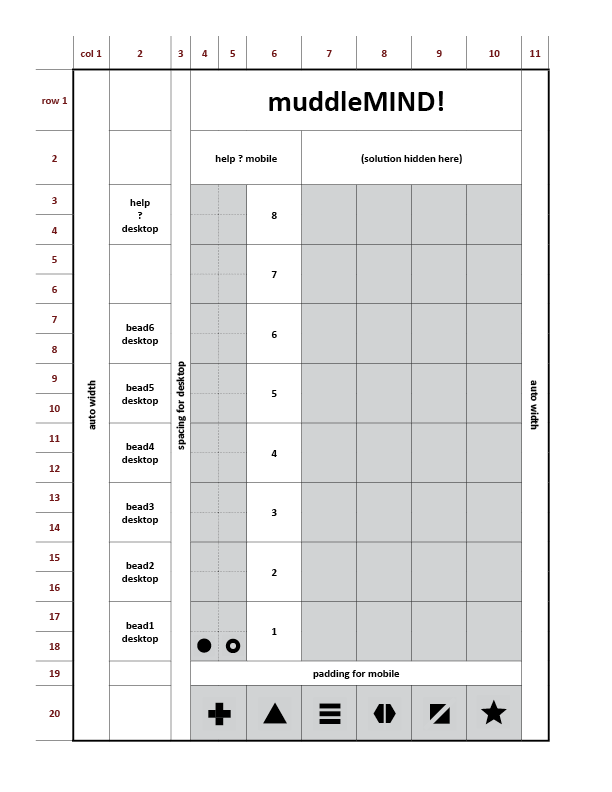 col 1 2 3 4 5 6 7 8 9 10 11
row 1
muddleMIND!
2
help ? mobile
(solution hidden here)
3
help
?
desktop
8
4
5
7
6
7
bead6
desktop
6
8
9
bead5
desktop
5
10
auto width
spacing for desktop
auto width
11
bead4
desktop
4
12
13
bead3
desktop
3
14
15
bead2
desktop
2
16
17
bead1
desktop
1
18
19
padding for mobile
20